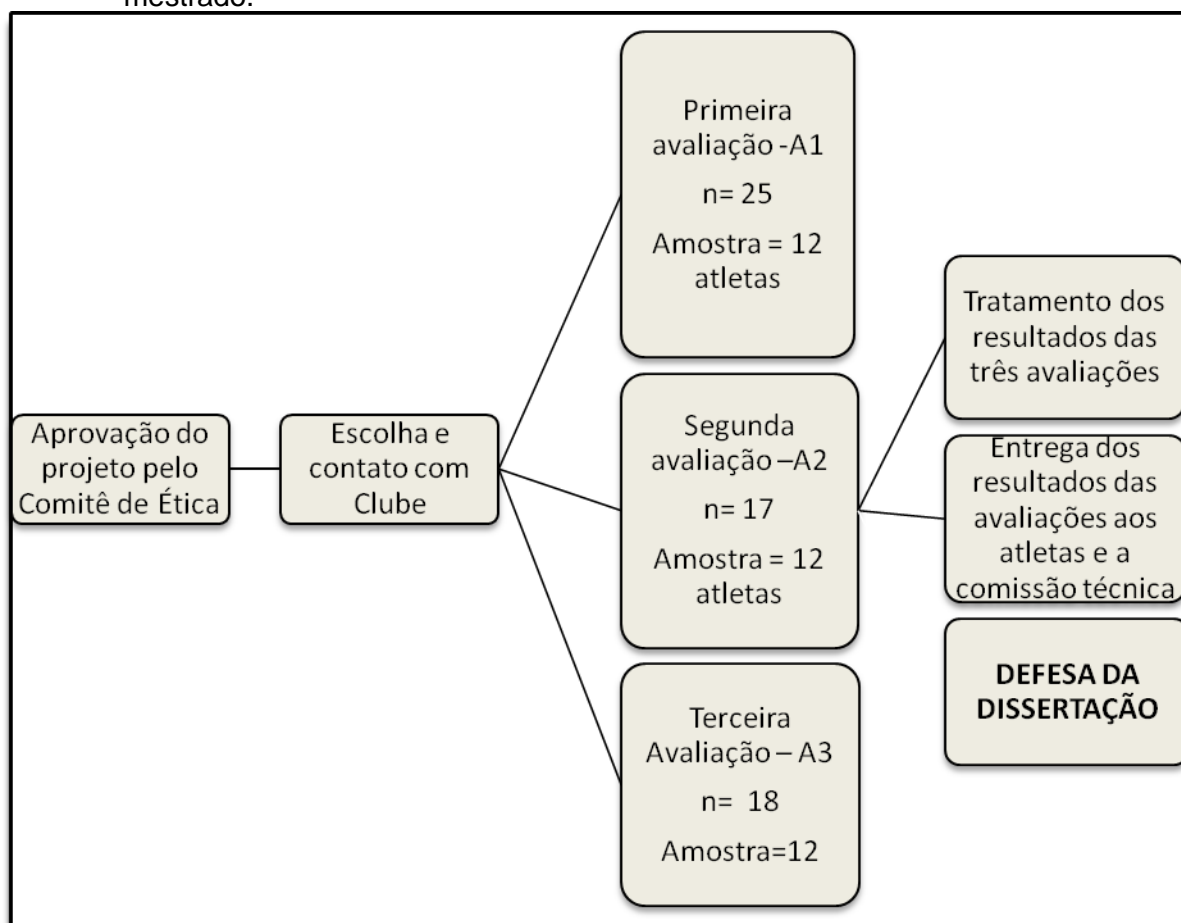 mestrado.
Aprovação do
projeto pelo
Comitê de Ética
Escolha e
contato com
Clube
Primeira
avaliação -A1
n= 25
Amostra = 12
atletas
Segunda
avaliação –A2
n= 17
Amostra = 12
atletas
Terceira
Avaliação – A3
n= 18
Amostra=12
Tratamento dos
resultados das
três avaliações
Entrega dos
resultados das
avaliações aos
atletas e a
comissão técnica
DEFESA DA
DISSERTAÇÃO